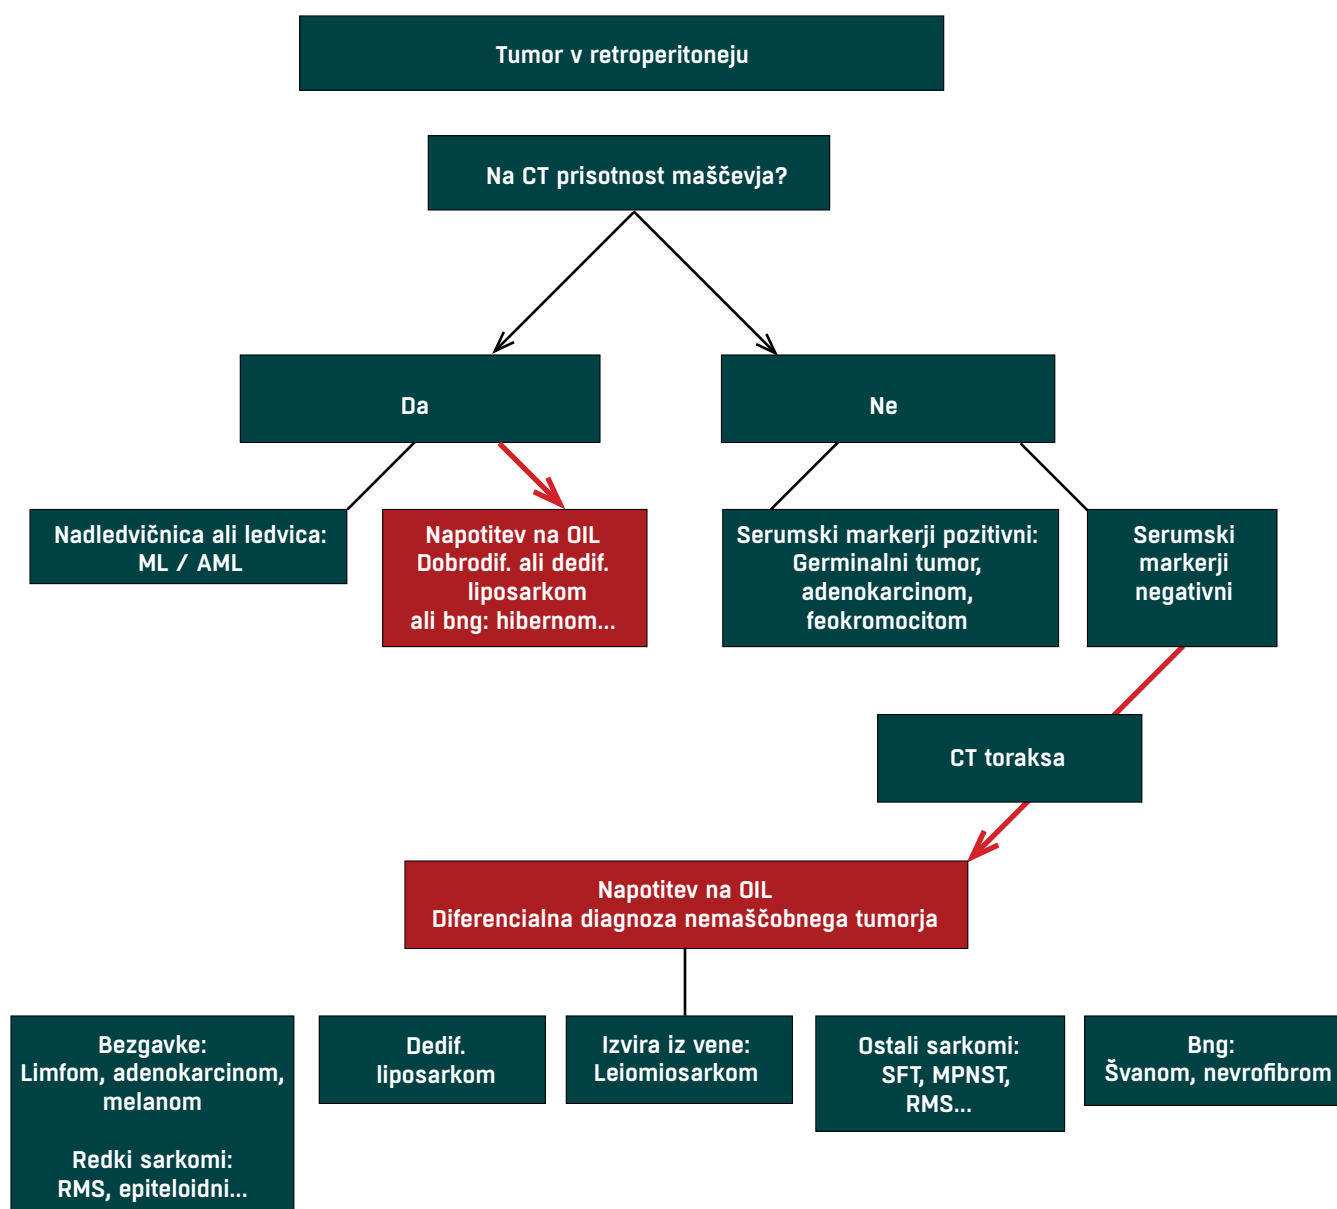 Tumor v retroperitoneju
Na CT prisotnost maščevja?
Da
Ne
Nadledvičnica ali ledvica:
ML / AML
Napotitev na OIL
Dobrodif. ali dedif.
liposarkom
ali bng: hibernom...
Serumski markerji pozitivni:
Germinalni tumor,
adenokarcinom,
feokromocitom
Serumski
markerji
negativni
CT toraksa
Napotitev na OIL
Diferencialna diagnoza nemaščobnega tumorja
Bezgavke:
Limfom, adenokarcinom,
melanom
Redki sarkomi:
RMS, epiteloidni...
Dedif.
liposarkom
Izvira iz vene:
Leiomiosarkom
Ostali sarkomi:
SFT, MPNST,
RMS...
Bng:
Švanom, nevrofibrom